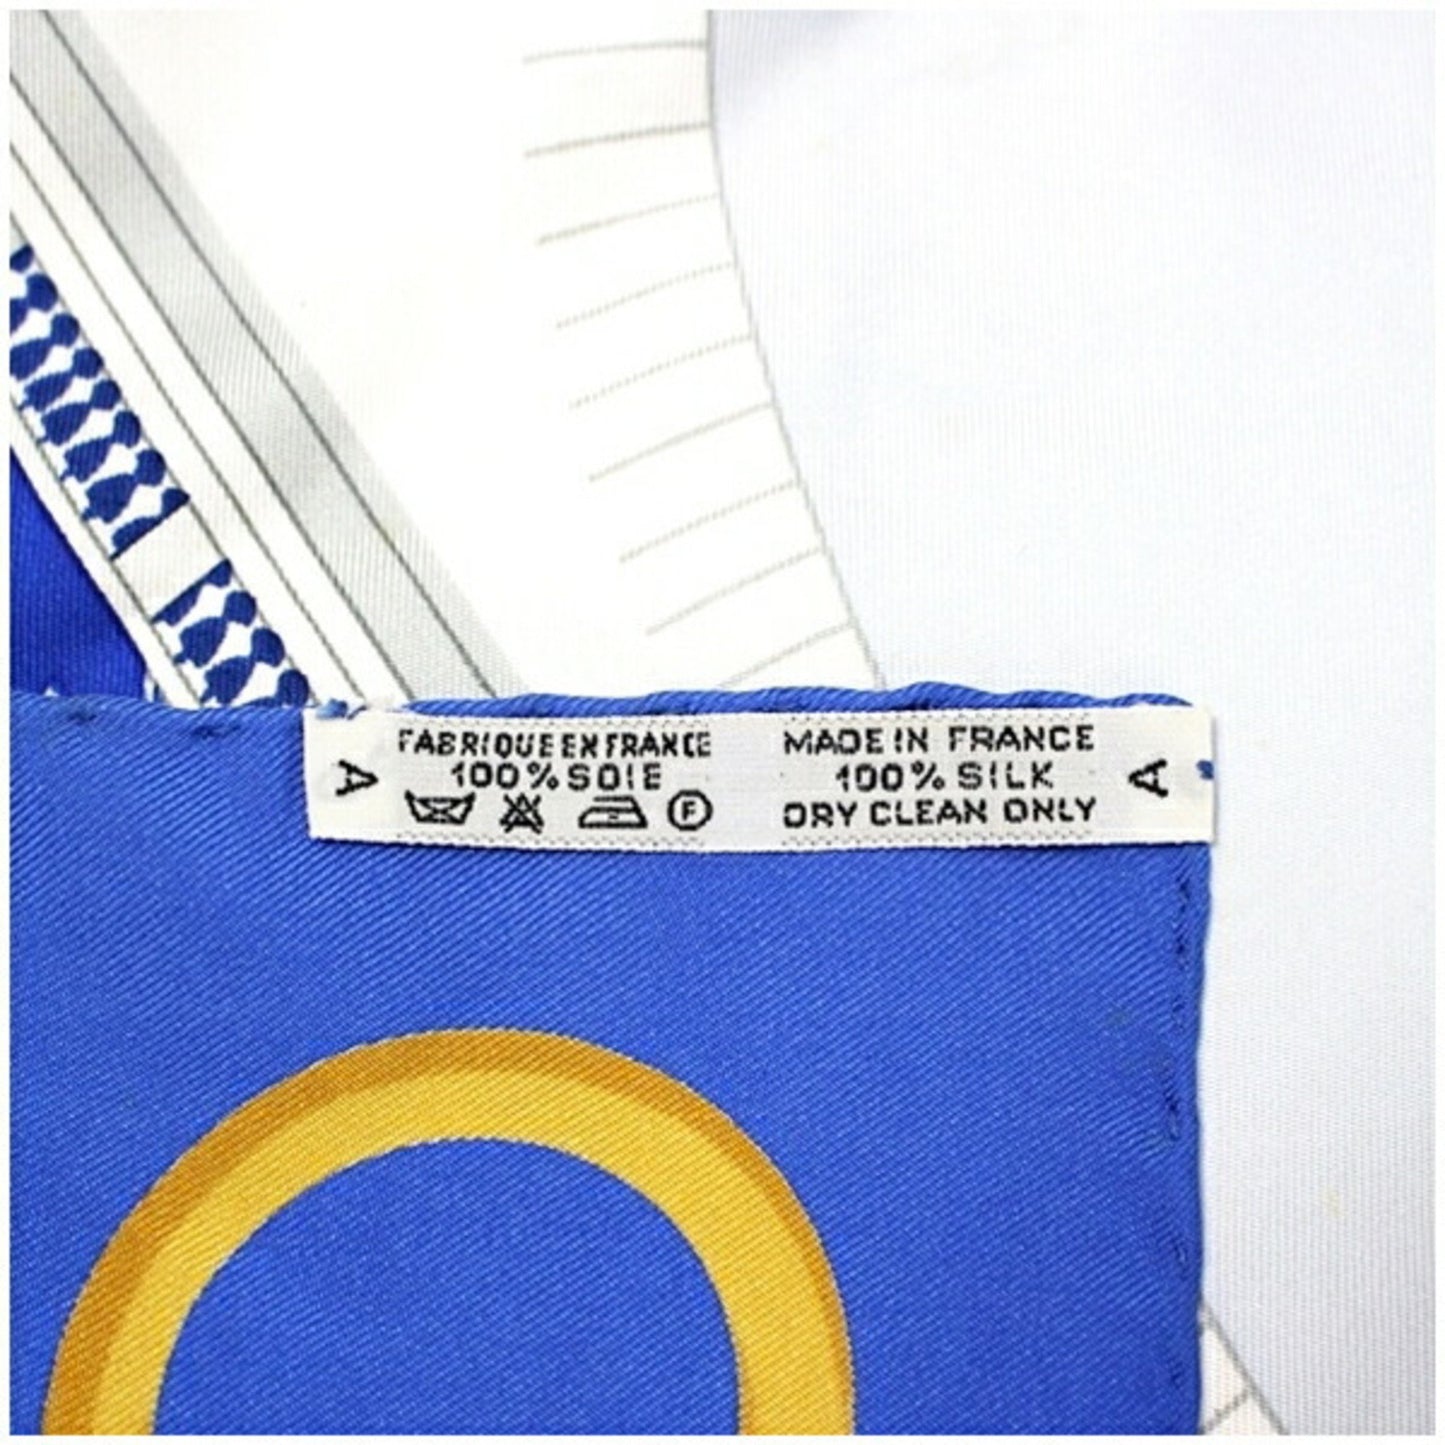 A
FABRIQUE EN FRANCE
100% SOIE
F
MADE IN FRANCE
100% SILK
DRY CLEAN ONLY
A